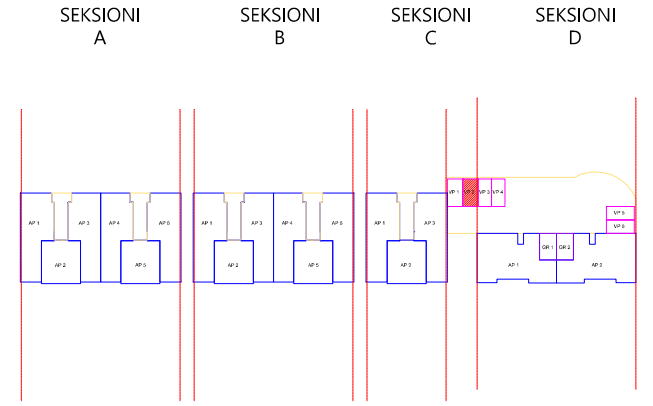 SEKSIONI SEKSIONI SEKSIONI SEKSIONI
A B C D
VP 1 VP 2 VP 3 VP 4
VP 5
AP 1 AP 3 AP 4 AP 6 AP 1 AP 3 AP 4 AP 6 AP 1 AP 3
VP 6
GR 1 GR 2
AP 2 AP 5 AP 2 AP 5 AP 3 AP 1 AP 2